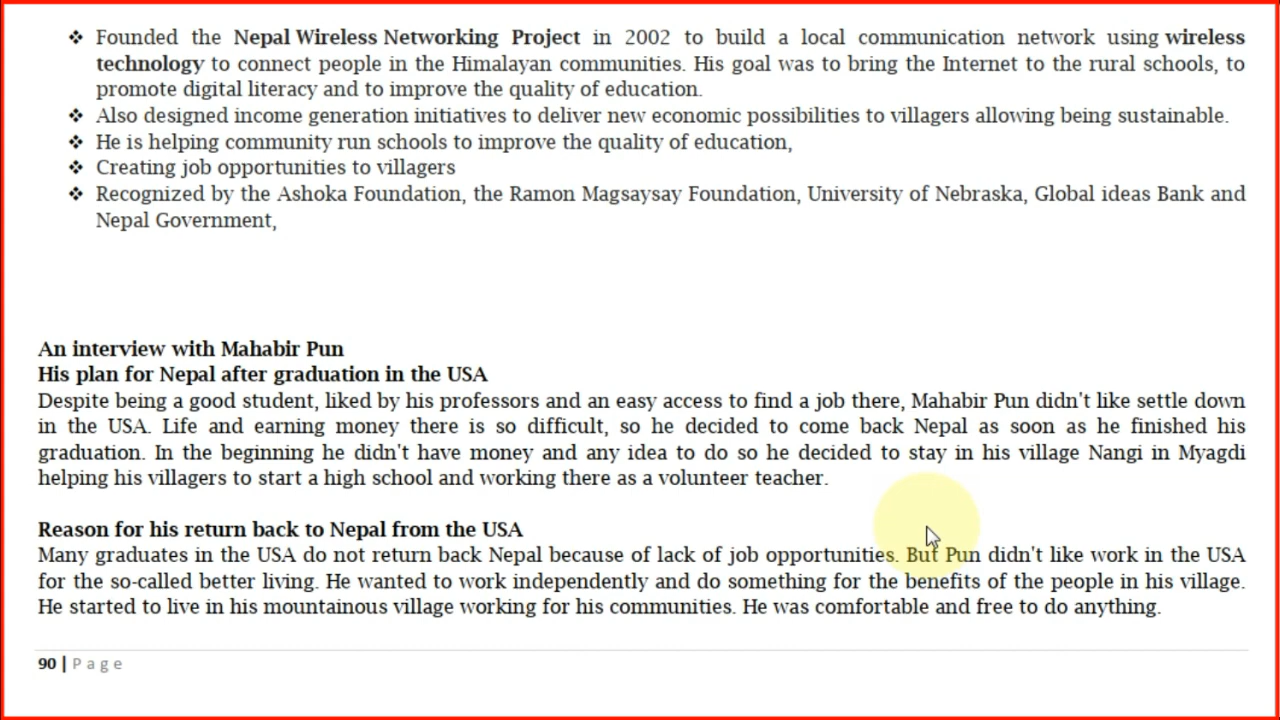 ❖ Founded the Nepal Wireless Networking Project in 2002 to build a local communication network using wireless
technology to connect people in the Himalayan communities. His goal was to bring the Internet to the rural schools, to
promote digital literacy and to improve the quality of education.
❖ Also designed income generation initiatives to deliver new economic possibilities to villagers allowing being sustainable.
❖ He is helping community run schools to improve the quality of education,
❖ Creating job opportunities to villagers
❖ Recognized by the Ashoka Foundation, the Ramon Magsaysay Foundation, University of Nebraska, Global ideas Bank and
Nepal Government,
An interview with Mahabir Pun
His plan for Nepal after graduation in the USA
Despite being a good student, liked by his professors and an easy access to find a job there, Mahabir Pun didn't like settle down
in the USA. Life and earning money there is so difficult, so he decided to come back Nepal as soon as he finished his
graduation. In the beginning he didn't have money and any idea to do so he decided to stay in his village Nangi in Myagdi
helping his villagers to start a high school and working there as a volunteer teacher.
Reason for his return back to Nepal from the USA
Many graduates in the USA do not return back Nepal because of lack of job opportunities. But Pun didn't like work in the USA
for the so-called better living. He wanted to work independently and do something for the benefits of the people in his village.
He started to live in his mountainous village working for his communities. He was comfortable and free to do anything.
90 | Page